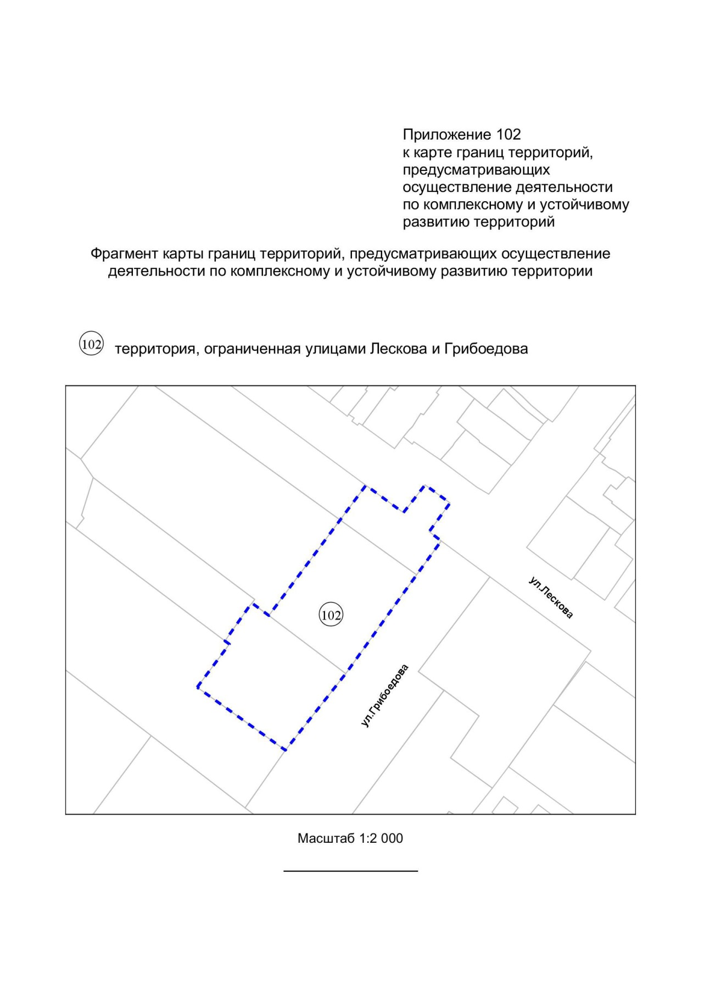 Приложение 102
к карте границ территорий,
предусматривающих
осуществление деятельности
по комплексному и устойчивому
развитию территорий
Фрагмент карты границ территорий, предусматривающих осуществление
деятельности по комплексному и устойчивому развитию территории
102 территория, ограниченная улицами Лескова и Грибоедова
ул.Лескова
102
ул.Грибоедова
Масштаб 1:2 000